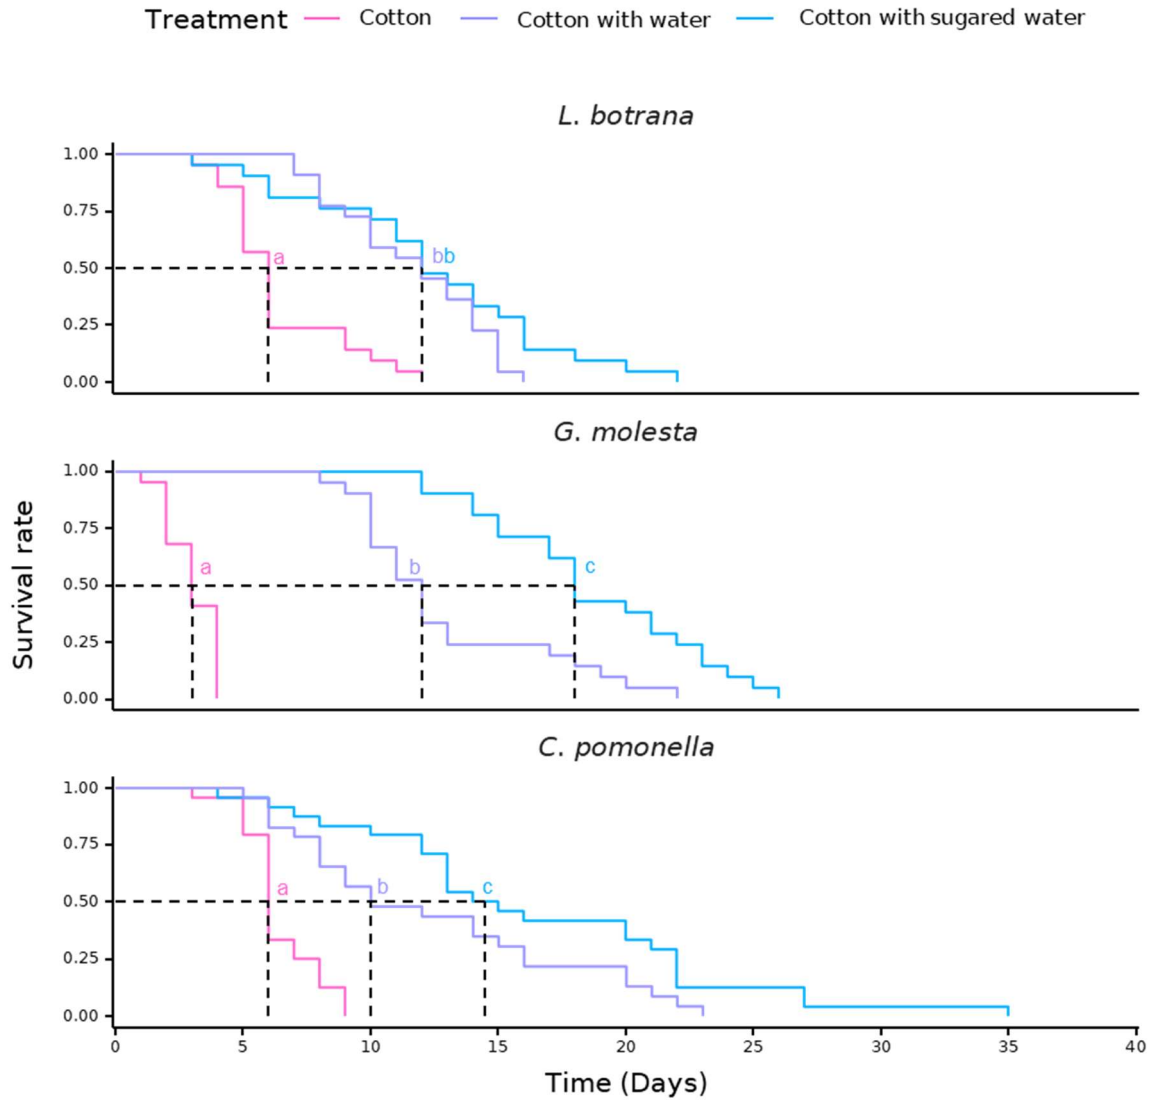 Treatment Cotton Cotton with water Cotton with sugared water
L. botrana
1.00
0.75
a
bb
0.50
0.25
0.00
G. molesta
1.00
0.75
a
b
c
0.50
0.25
0.00
Survival rate
C. pomonella
1.00
0.75
a
b
c
0.50
0.25
0.00
0 5 10 15 20 25 30 35 40
Time (Days)